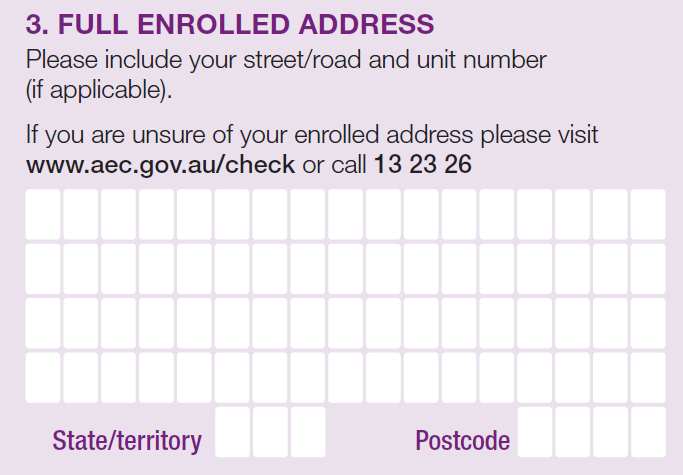 3. FULL ENROLLED ADDRESS
Please include your street/road and unit number
(if applicable).
If you are unsure of your enrolled address please visit
www.aec.gov.au/check or call 13 23 26
State/territory
Postcode